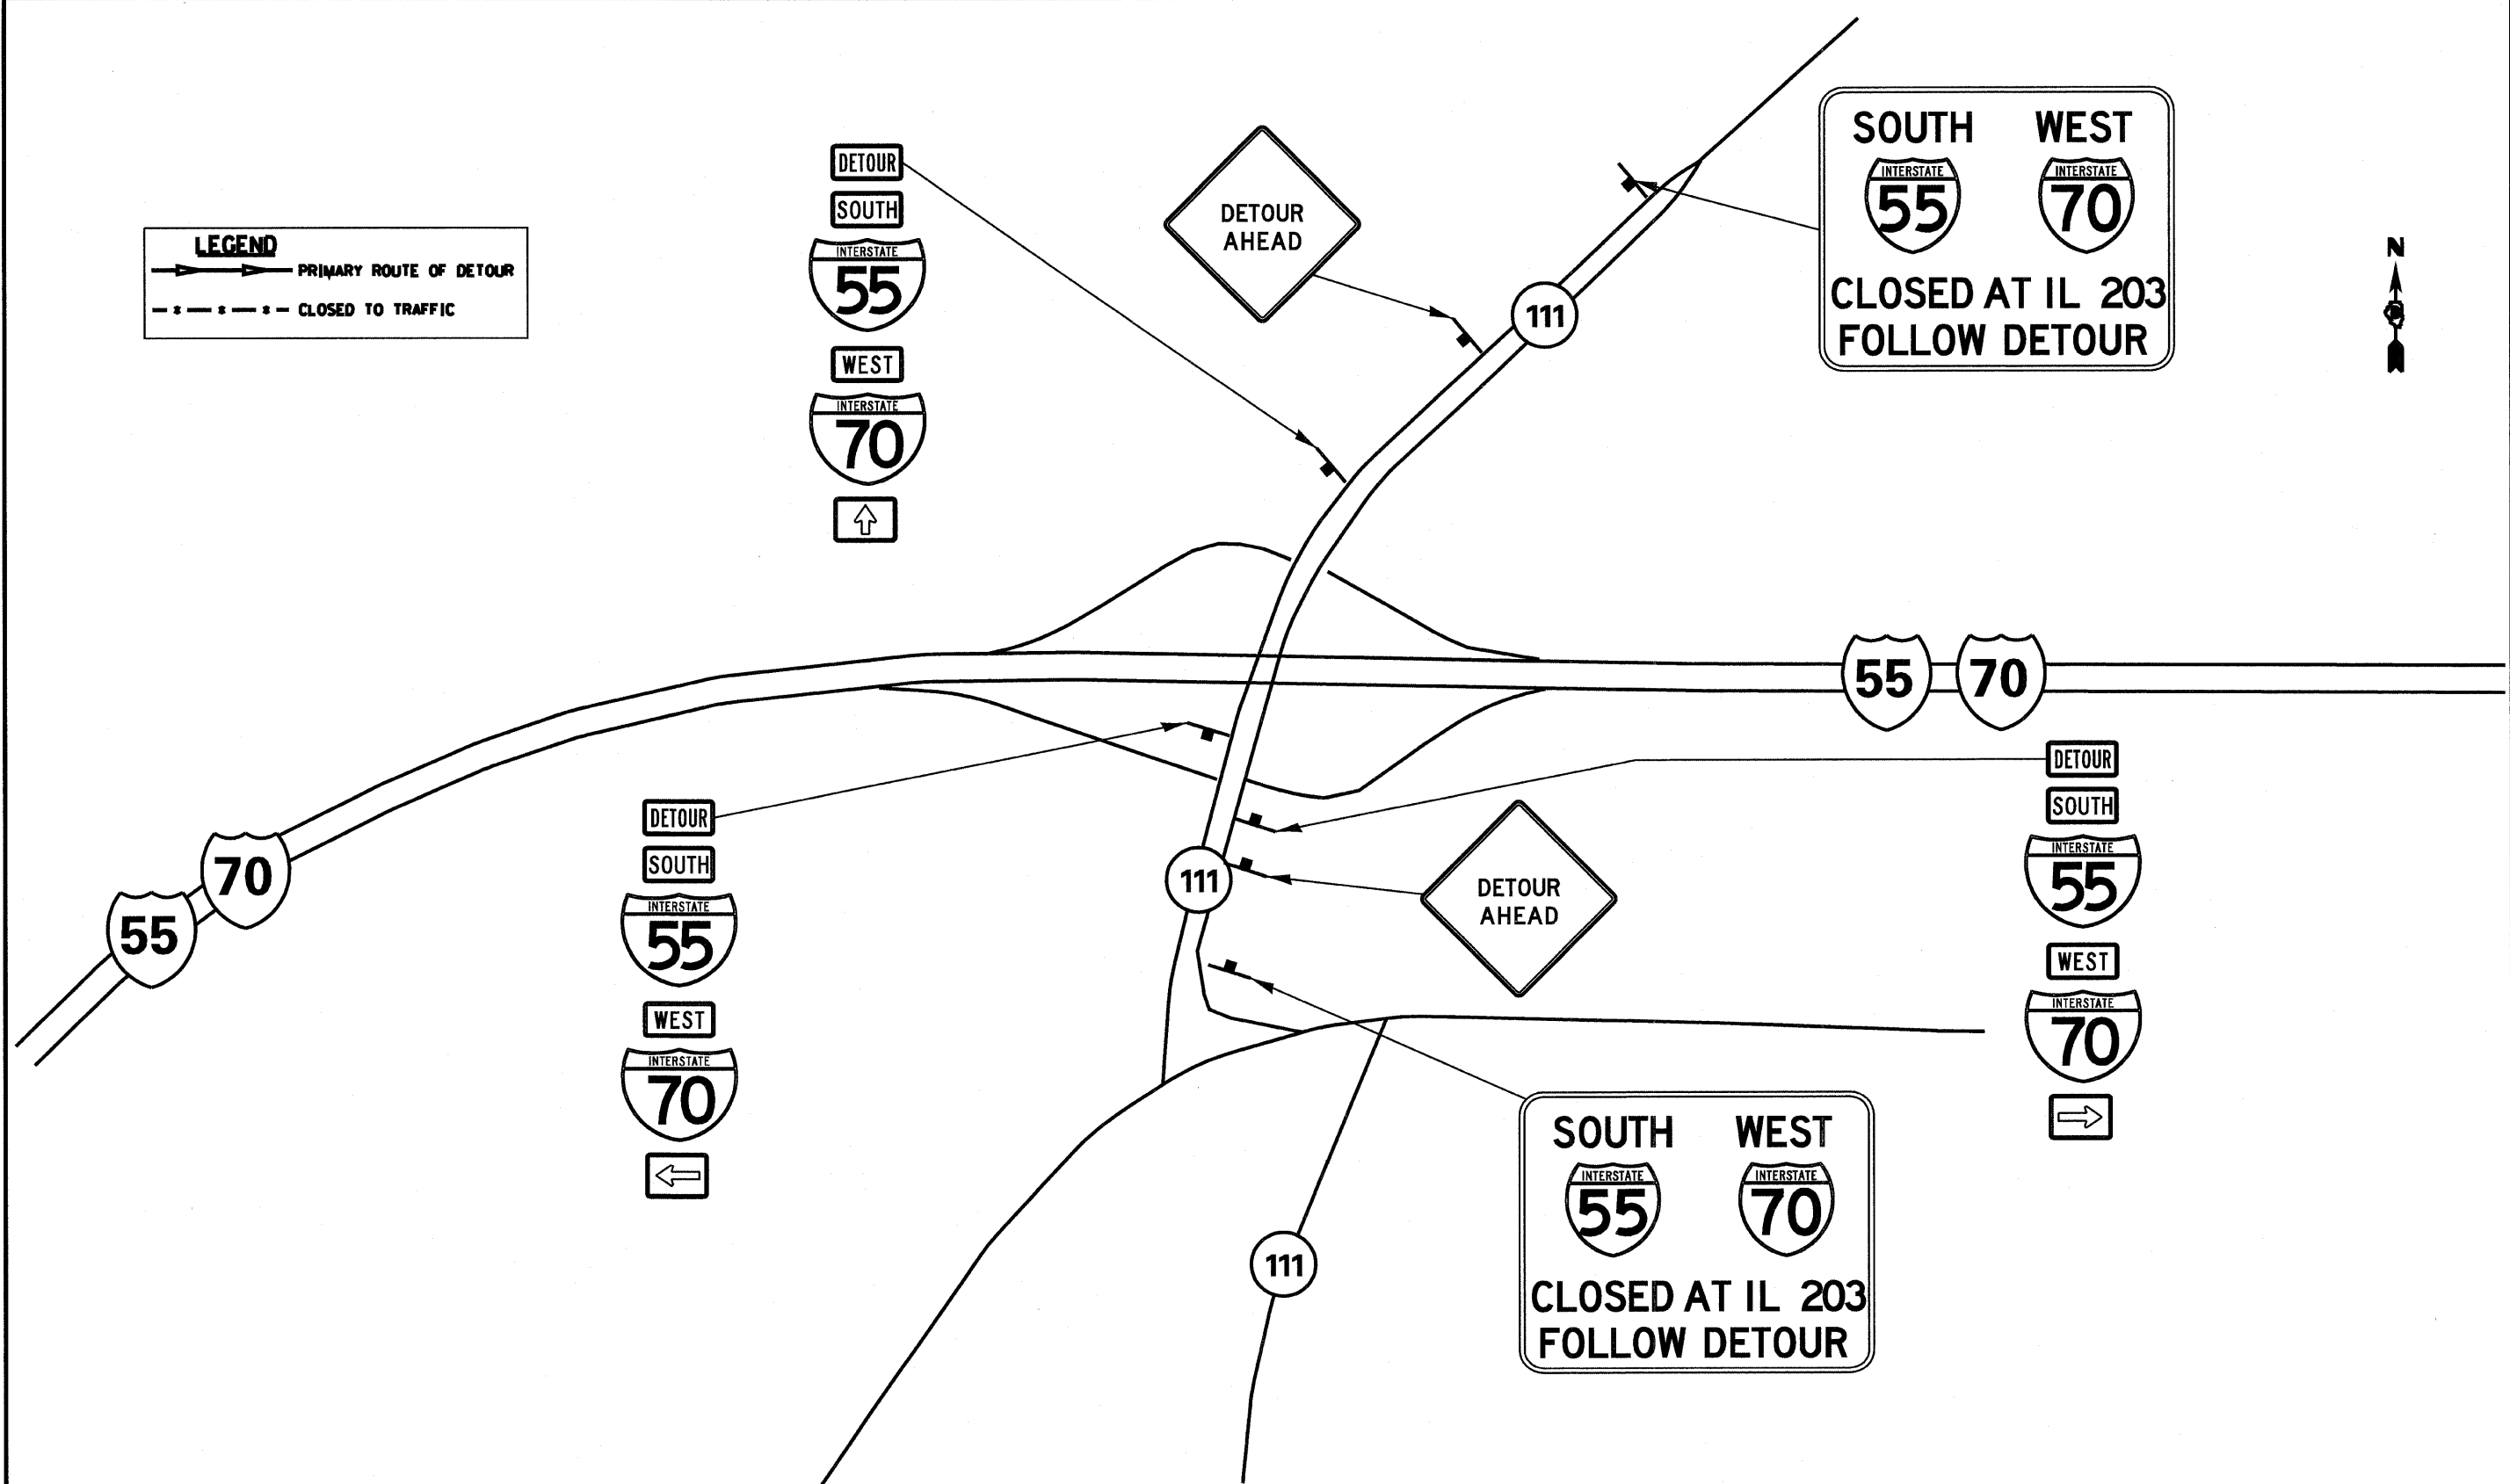 LEGEND
PRIMARY ROUTE OF DETOUR
CLOSED TO TRAFFIC
DETOUR
SOUTH
INTERSTATE
55
WEST
INTERSTATE
70
DETOUR
AHEAD
111
SOUTH WEST
INTERSTATE INTERSTATE
55 70
CLOSED AT IL 203
FOLLOW DETOUR
N
55 70
70
55
DETOUR
SOUTH
INTERSTATE
55
WEST
INTERSTATE
70
111
DETOUR
AHEAD
DETOUR
SOUTH
INTERSTATE
55
WEST
INTERSTATE
70
111
SOUTH WEST
INTERSTATE INTERSTATE
55 70
CLOSED AT IL 203
FOLLOW DETOUR